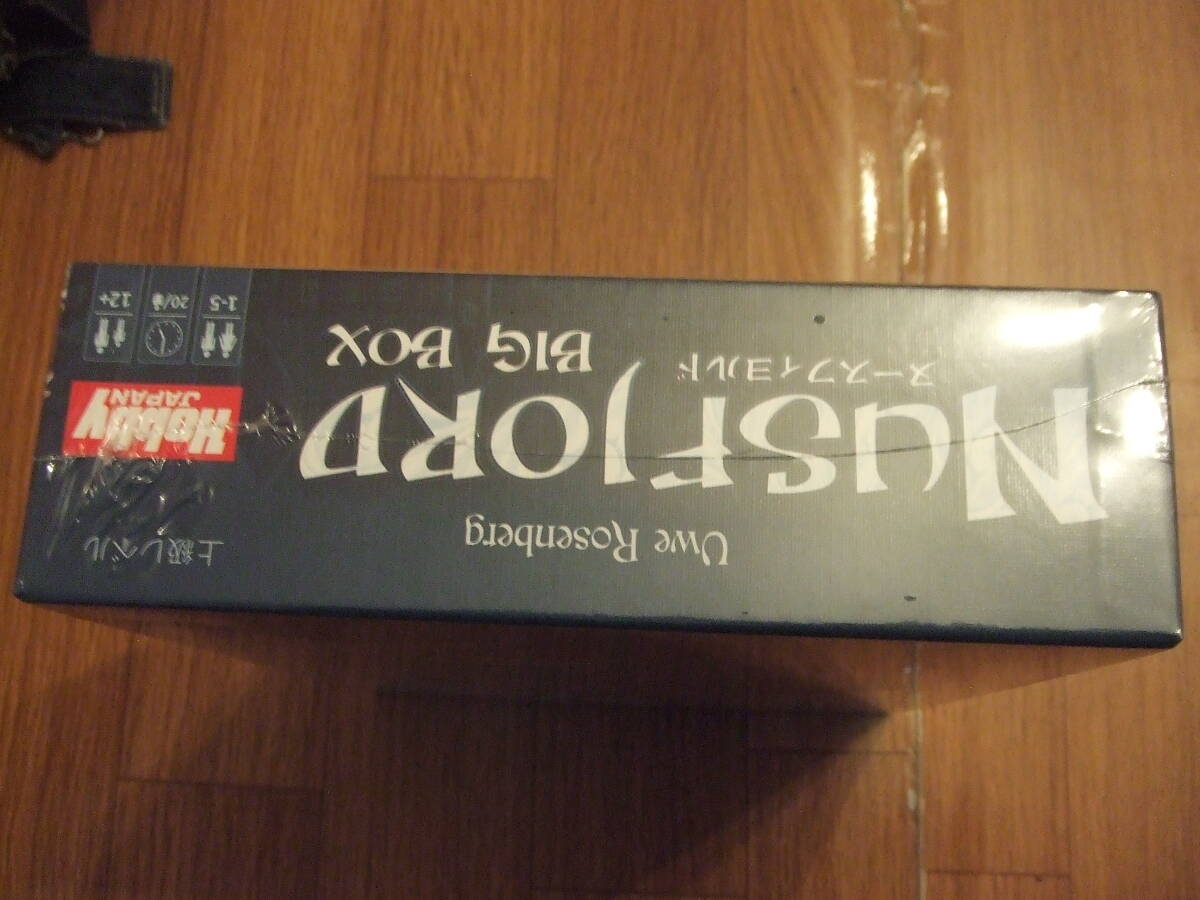 Uwe Rosenberg
NUSFJORD
ヌースフィヨルド
BIG BOX
上級レベル
Hobby
JAPAN
1-5
20/
12+